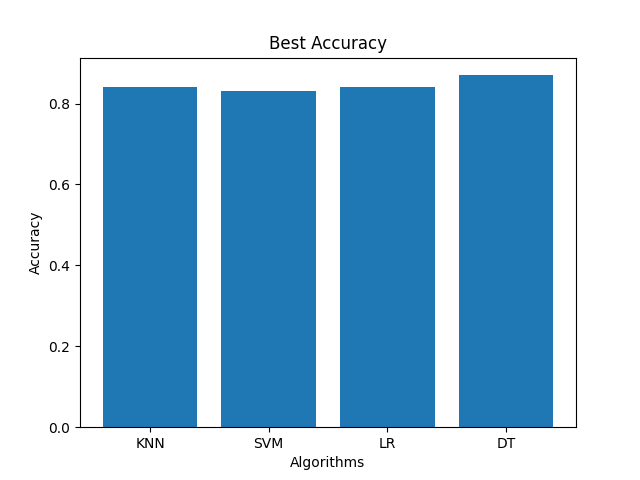 Best Accuracy
Accuracy
0.8
0.6
0.4
0.2
0.0
KNN SVM LR DT
Algorithms